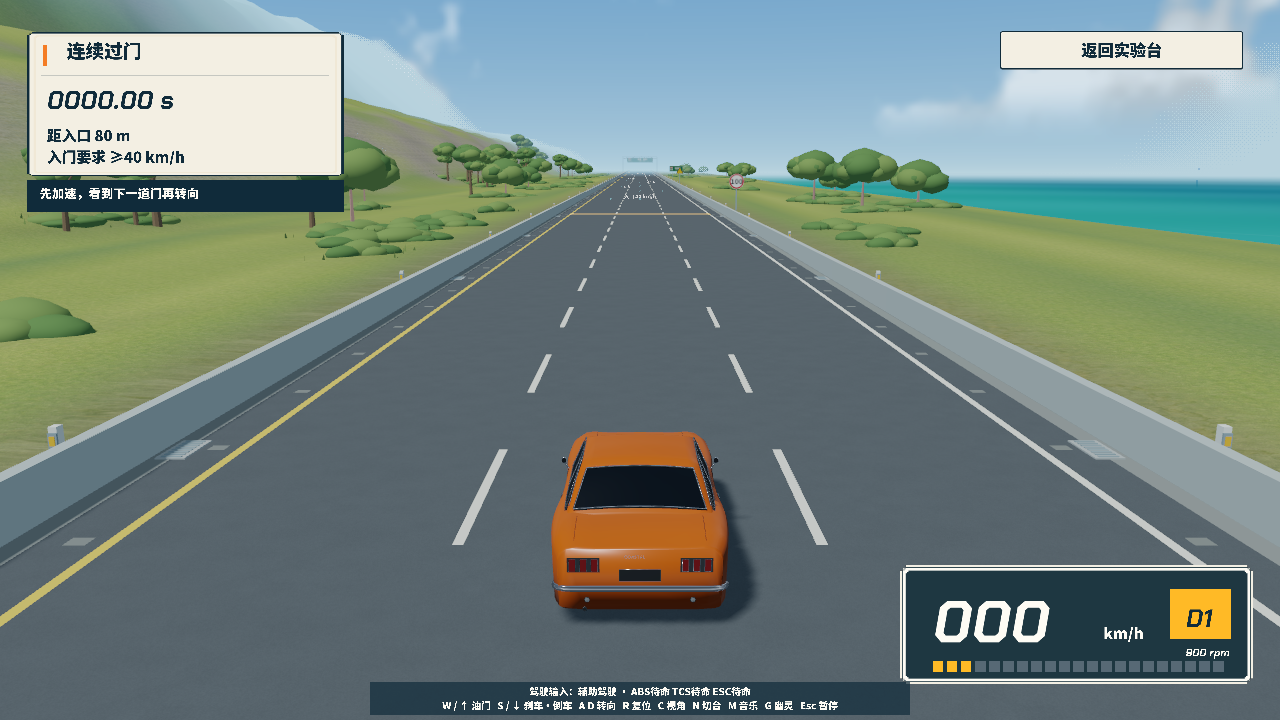 连续过门
0000.00 s
距入口 80 m
入门要求 ≥40 km/h
先加速，看到下一道门再转向
返回实验台
100
000 km/h D1
900 rpm
驾驶输入：辅助驾驶 · ABS待命 TCS待命 ESC待命
W / ↑ 油门 S / ↓ 刹车·倒车 A D 转向 R 复位 C 视角 N 切台 M 音乐 G 幽灵 Esc 暂停